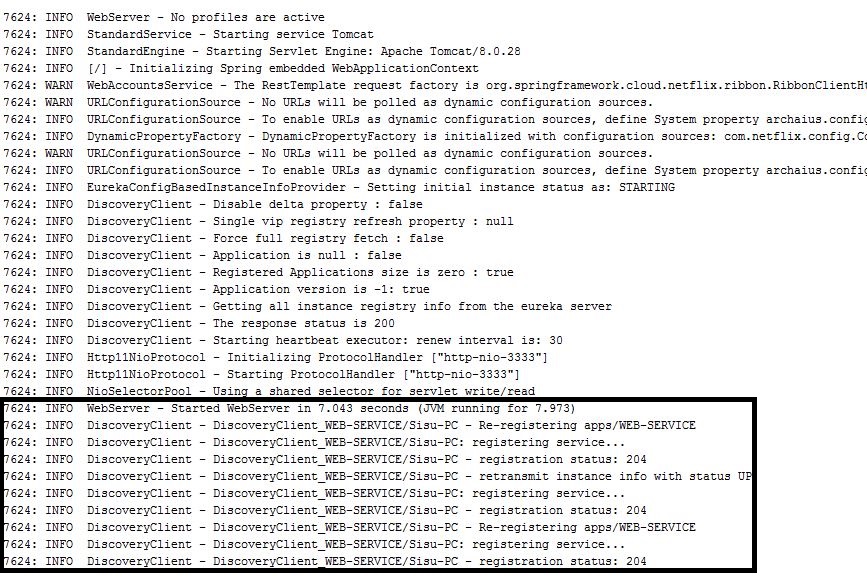 7624: INFO WebServer - No profiles are active
7624: INFO StandardService - Starting service Tomcat
7624: INFO StandardEngine - Starting Servlet Engine: Apache Tomcat/8.0.28
7624: INFO [/] - Initializing Spring embedded WebApplicationContext
7624: WARN WebAccountsService - The RestTemplate request factory is org.springframework.cloud.netflix.ribbon.RibbonClientHt
7624: WARN URLConfigurationSource - No URLs will be polled as dynamic configuration sources.
7624: INFO URLConfigurationSource - To enable URLs as dynamic configuration sources, define System property archaius.config
7624: INFO DynamicPropertyFactory - DynamicPropertyFactory is initialized with configuration sources: com.netflix.config.Co
7624: WARN URLConfigurationSource - No URLs will be polled as dynamic configuration sources.
7624: INFO URLConfigurationSource - To enable URLs as dynamic configuration sources, define System property archaius.config
7624: INFO EurekaConfigBasedInstanceInfoProvider - Setting initial instance status as: STARTING
7624: INFO DiscoveryClient - Disable delta property : false
7624: INFO DiscoveryClient - Single vip registry refresh property : null
7624: INFO DiscoveryClient - Force full registry fetch : false
7624: INFO DiscoveryClient - Application is null : false
7624: INFO DiscoveryClient - Registered Applications size is zero : true
7624: INFO DiscoveryClient - Application version is -1: true
7624: INFO DiscoveryClient - Getting all instance registry info from the eureka server
7624: INFO DiscoveryClient - The response status is 200
7624: INFO DiscoveryClient - Starting heartbeat executor: renew interval is: 30
7624: INFO Http11NioProtocol - Initializing ProtocolHandler ["http-nio-3333"]
7624: INFO Http11NioProtocol - Starting ProtocolHandler ["http-nio-3333"]
7624: INFO NioSelectorPool - Using a shared selector for servlet write/read
7624: INFO WebServer - Started WebServer in 7.043 seconds (JVM running for 7.973)
7624: INFO DiscoveryClient - DiscoveryClient_WEB-SERVICE/Sisu-PC - Re-registering apps/WEB-SERVICE
7624: INFO DiscoveryClient - DiscoveryClient_WEB-SERVICE/Sisu-PC: registering service...
7624: INFO DiscoveryClient - DiscoveryClient_WEB-SERVICE/Sisu-PC - registration status: 204
7624: INFO DiscoveryClient - DiscoveryClient_WEB-SERVICE/Sisu-PC - retransmit instance info with status UP
7624: INFO DiscoveryClient - DiscoveryClient_WEB-SERVICE/Sisu-PC: registering service...
7624: INFO DiscoveryClient - DiscoveryClient_WEB-SERVICE/Sisu-PC - registration status: 204
7624: INFO DiscoveryClient - DiscoveryClient_WEB-SERVICE/Sisu-PC - Re-registering apps/WEB-SERVICE
7624: INFO DiscoveryClient - DiscoveryClient_WEB-SERVICE/Sisu-PC: registering service...
7624: INFO DiscoveryClient - DiscoveryClient_WEB-SERVICE/Sisu-PC - registration status: 204